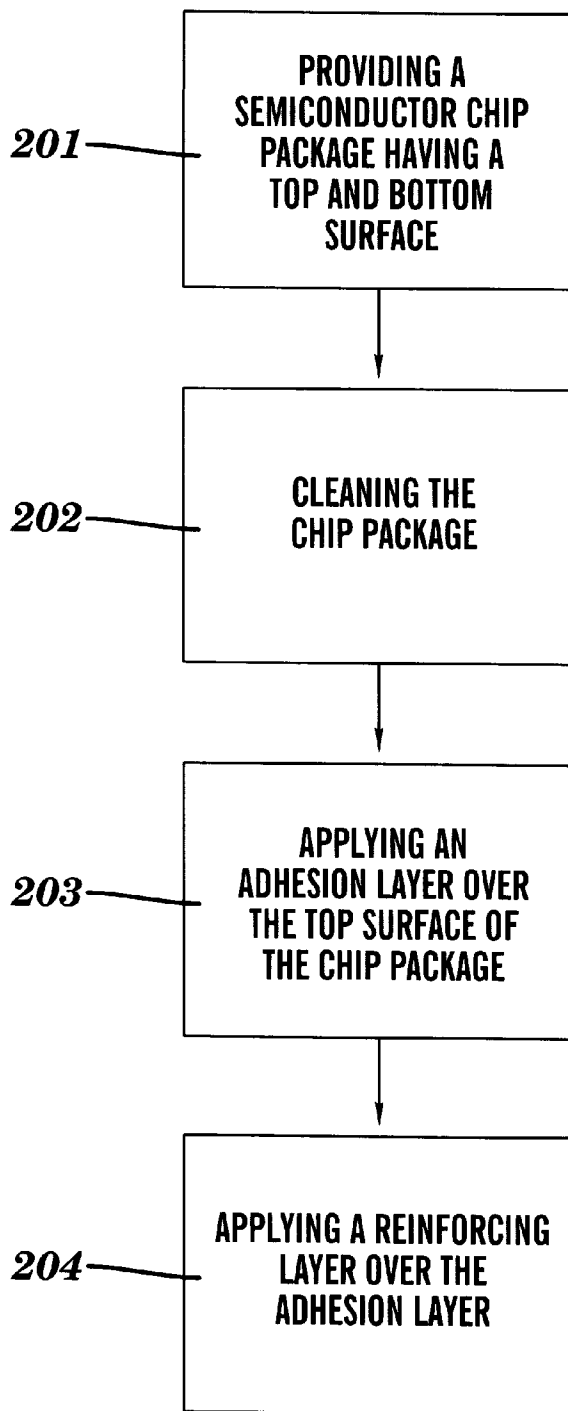 201
PROVIDING A
SEMICONDUCTOR CHIP
PACKAGE HAVING A
TOP AND BOTTOM
SURFACE
202
CLEANING THE
CHIP PACKAGE
203
APPLYING AN
ADHESION LAYER OVER
THE TOP SURFACE OF
THE CHIP PACKAGE
204
APPLYING A REINFORCING
LAYER OVER THE
ADHESION LAYER